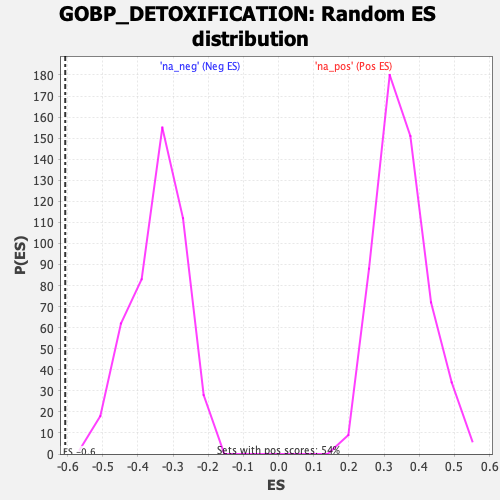 GOBP_DETOXIFICATION: Random ES
distribution
'na_neg' (Neg ES)
'na_pos' (Pos ES)
180
170
160
150
140
130
120
110
100
90
80
70
60
50
40
30
20
10
0
P(ES)
ES -0.6
Sets with pos scores: 54%
-0.6 -0.5 -0.4 -0.3 -0.2 -0.1 0.0 0.1 0.2 0.3 0.4 0.5 0.6
ES